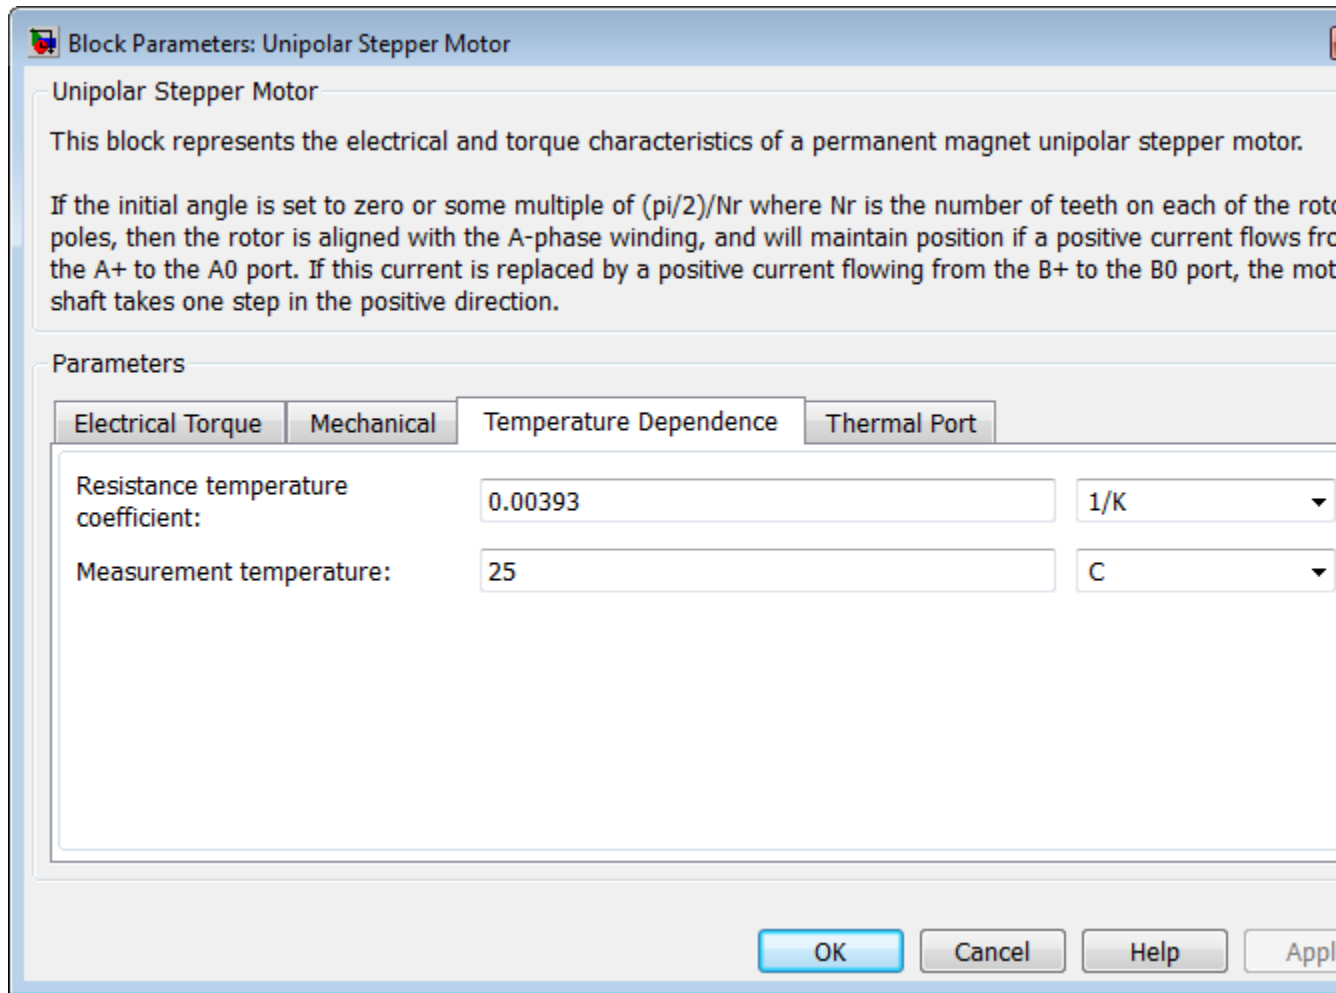 Block Parameters: Unipolar Stepper Motor
Unipolar Stepper Motor
This block represents the electrical and torque characteristics of a permanent magnet unipolar stepper motor.
If the initial angle is set to zero or some multiple of (pi/2)/Nr where Nr is the number of teeth on each of the
poles, then the rotor is aligned with the A-phase winding, and will maintain position if a positive current flows
the A+ to the A0 port. If this current is replaced by a positive current flowing from the B+ to the B0 port, the
shaft takes one step in the positive direction.
Parameters
Electrical Torque Mechanical Temperature Dependence Thermal Port
Resistance temperature
coefficient:
0.00393 1/K
Measurement temperature: 25 C
OK Cancel Help